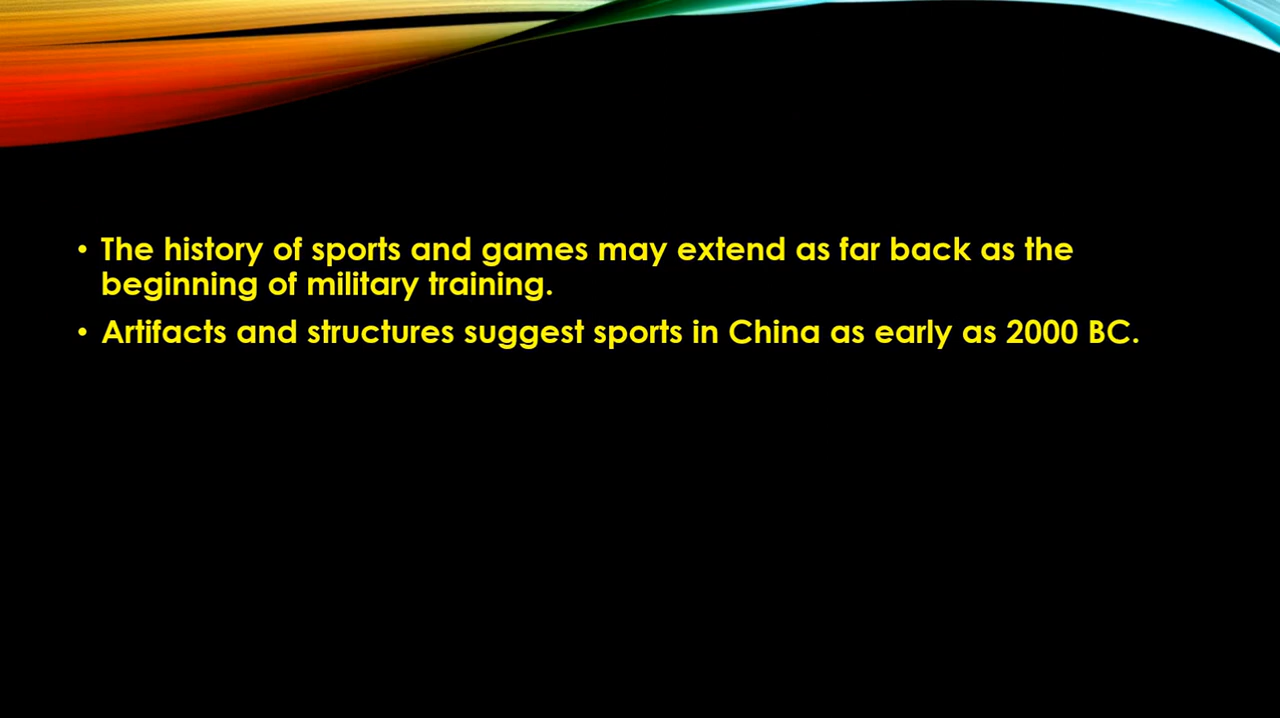 • The history of sports and games may extend as far back as the
beginning of military training.
• Artifacts and structures suggest sports in China as early as 2000 BC.